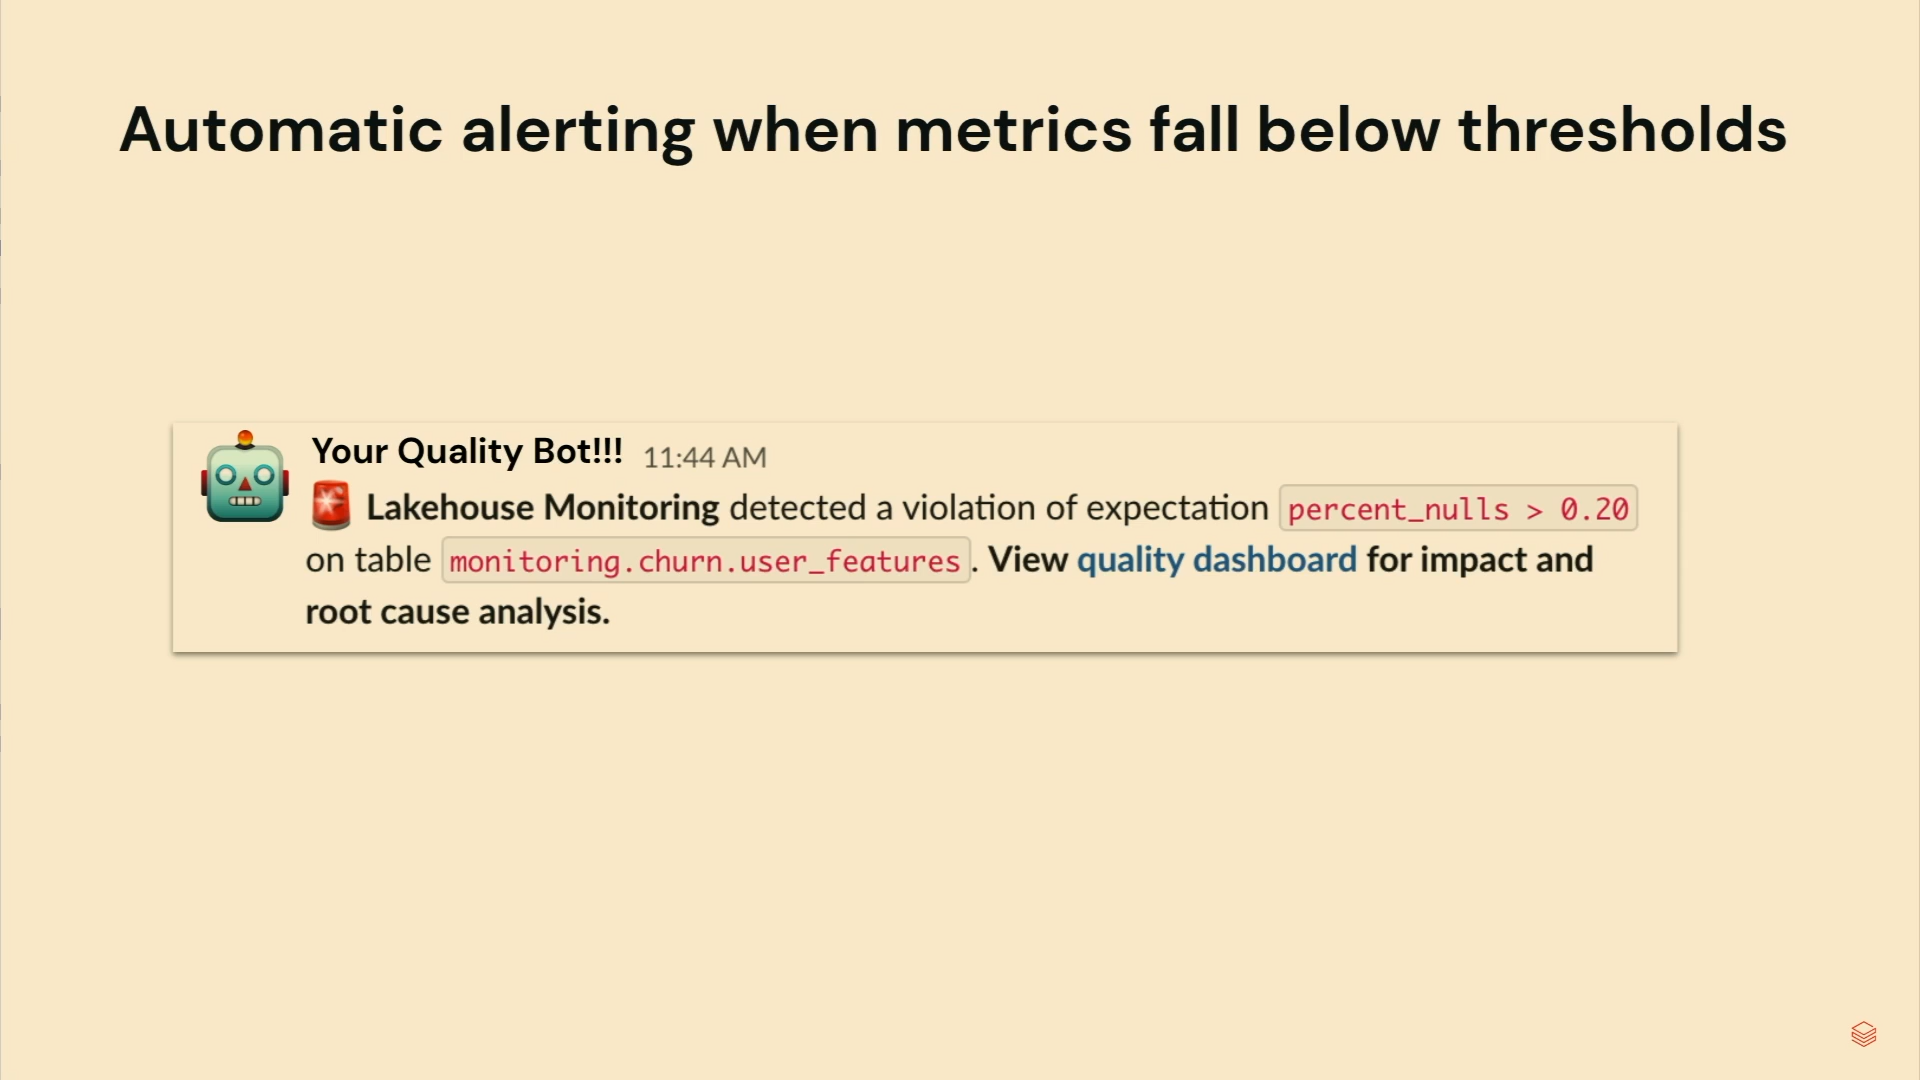 Automatic alerting when metrics fall below thresholds
Your Quality Bot!!! 11:44 AM
Lakehouse Monitoring detected a violation of expectation percent_nulls > 0.20
on table monitoring.churn.user_features. View quality dashboard for impact and
root cause analysis.